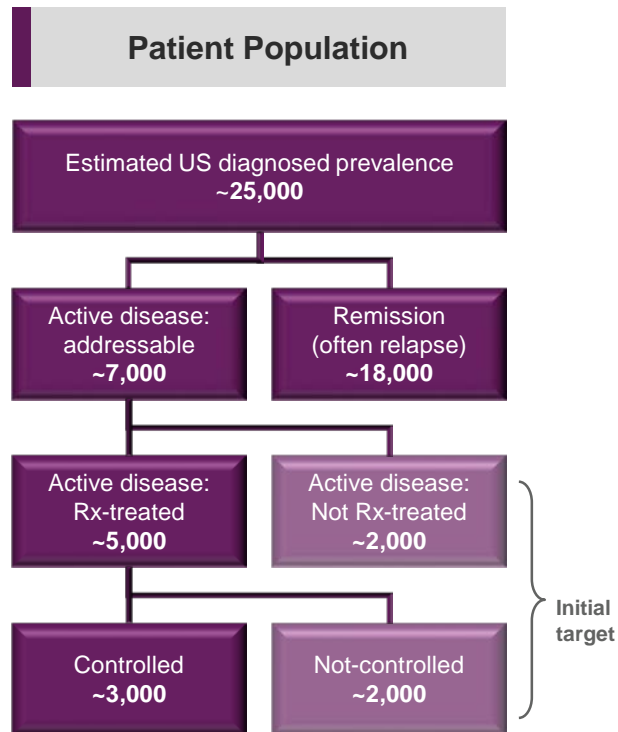 Patient Population
Estimated US diagnosed prevalence
~25,000
Active disease:
addressable
~7,000
Remission
(often relapse)
~18,000
Active disease:
Rx-treated
~5,000
Active disease:
Not Rx-treated
~2,000
Initial
target
Controlled
~3,000
Not-controlled
~2,000